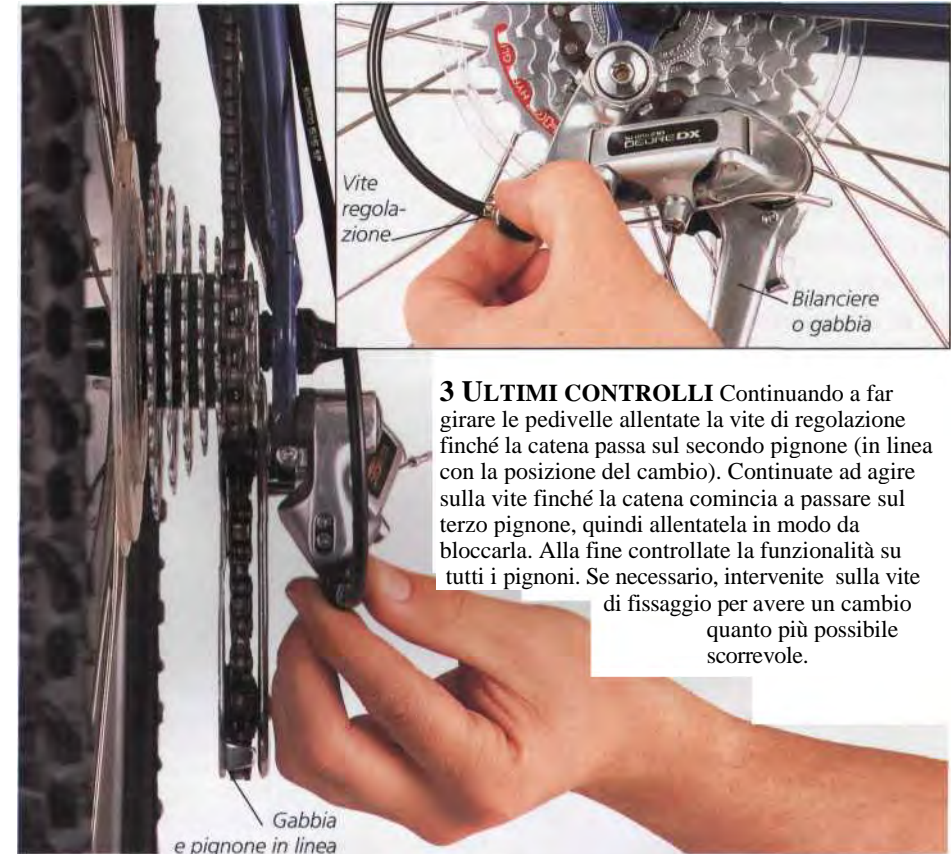 Vite
regola-
zione
SHIMANO
DEORE DX
HYPERGLI
Bilanciere
o gabbia
3 ULTIMI CONTROLLI Continuando a far
girare le pedivelle allentate la vite di regolazione
finché la catena passa sul secondo pignone (in linea
con la posizione del cambio). Continuate ad agire
sulla vite finché la catena comincia a passare sul
terzo pignone, quindi allentatela in modo da
bloccarla. Alla fine controllate la funzionalità su
tutti i pignoni. Se necessario, intervenite sulla vite
di fissaggio per avere un cambio
quanto più possibile
scorrevole.
Gabbia
e pignone in linea